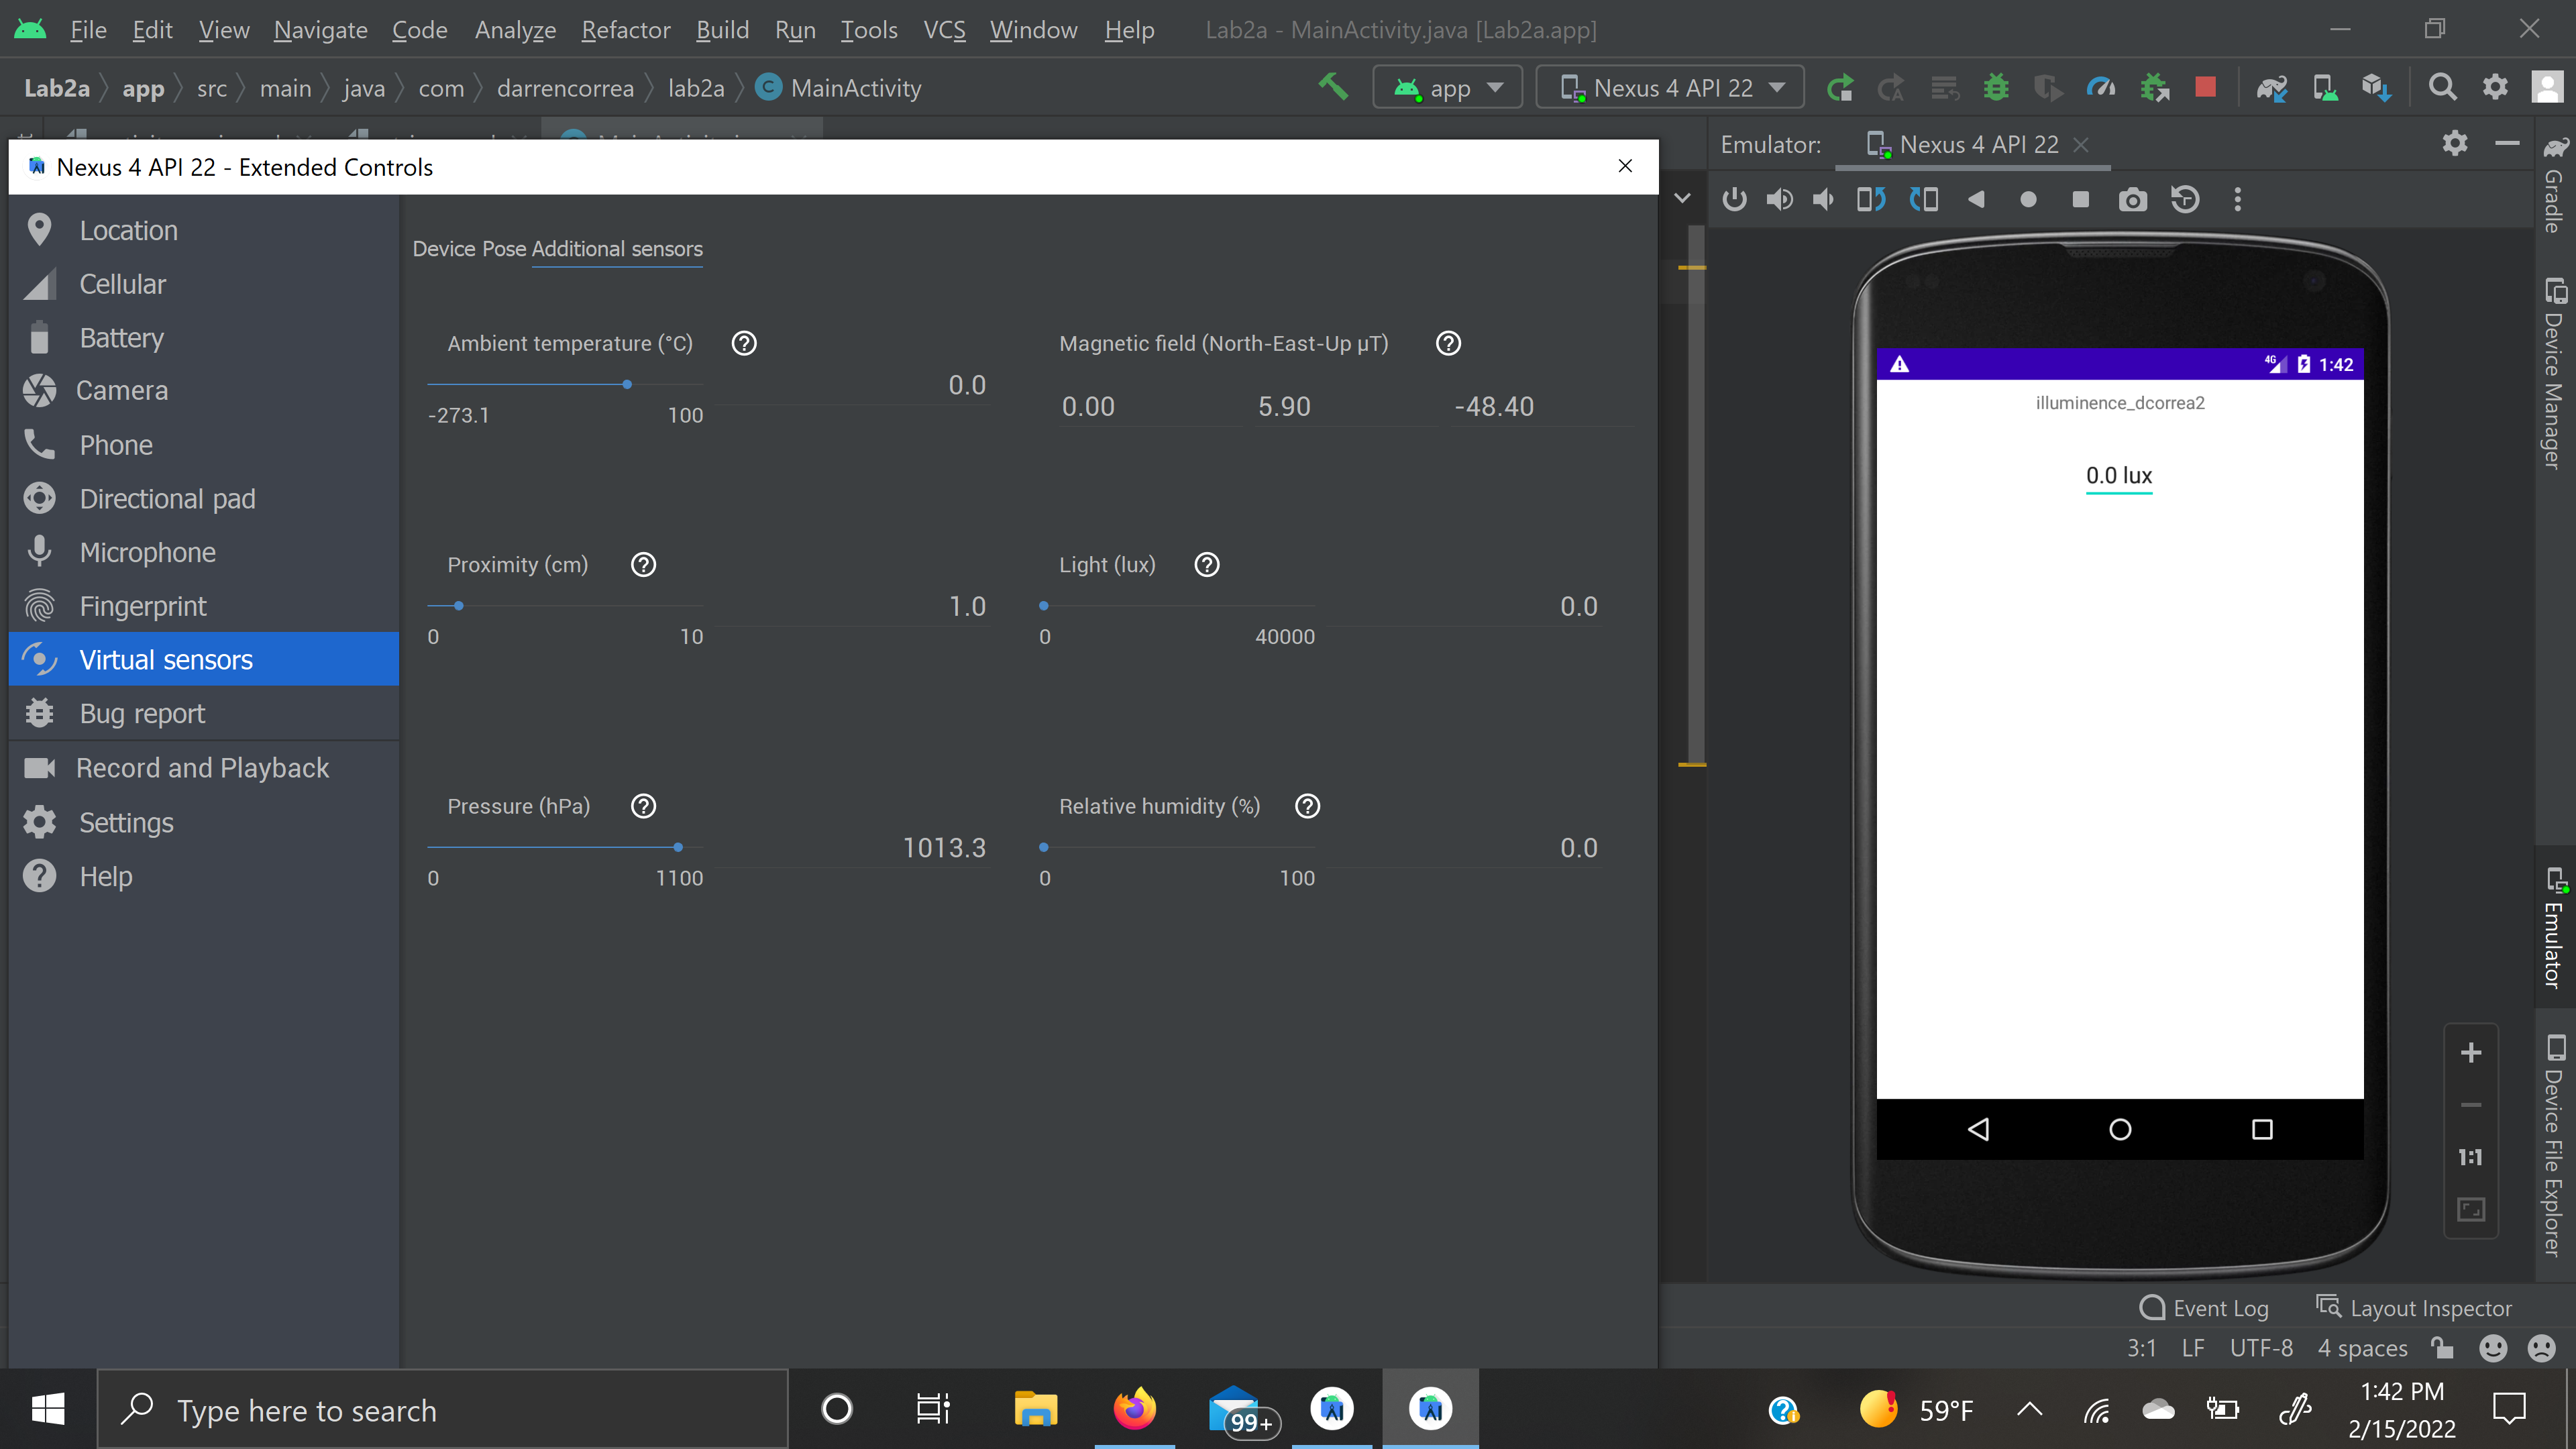 File Edit View Navigate Code Analyze Refactor Build Run Tools VCS Window Help Lab2a - MainActivity.java [Lab2a.app]
Lab2a app src main java com darrencorrea lab2a MainActivity app Nexus 4 API 22
Emulator: Nexus 4 API 22
Nexus 4 API 22 - Extended Controls
Location
Cellular
Battery
Camera
Phone
Directional pad
Microphone
Fingerprint
Virtual sensors
Bug report
Record and Playback
Settings
Help
Device Pose Additional sensors
Ambient temperature (°C)
0.0
-273.1 100
Magnetic field (North-East-Up μT)
0.00 5.90 -48.40
Proximity (cm)
1.0
0 10
Light (lux)
0.0
0 40000
Pressure (hPa)
1013.3
0 1100
Relative humidity (%)
0.0
0 100
4G 1:42
illuminence_dcorrea2
0.0 lux
1:1
Gradle
Device Manager
Emulator
Device File Explorer
Event Log Layout Inspector
3:1 LF UTF-8 4 spaces
Type here to search
99+
59°F
1:42 PM
2/15/2022